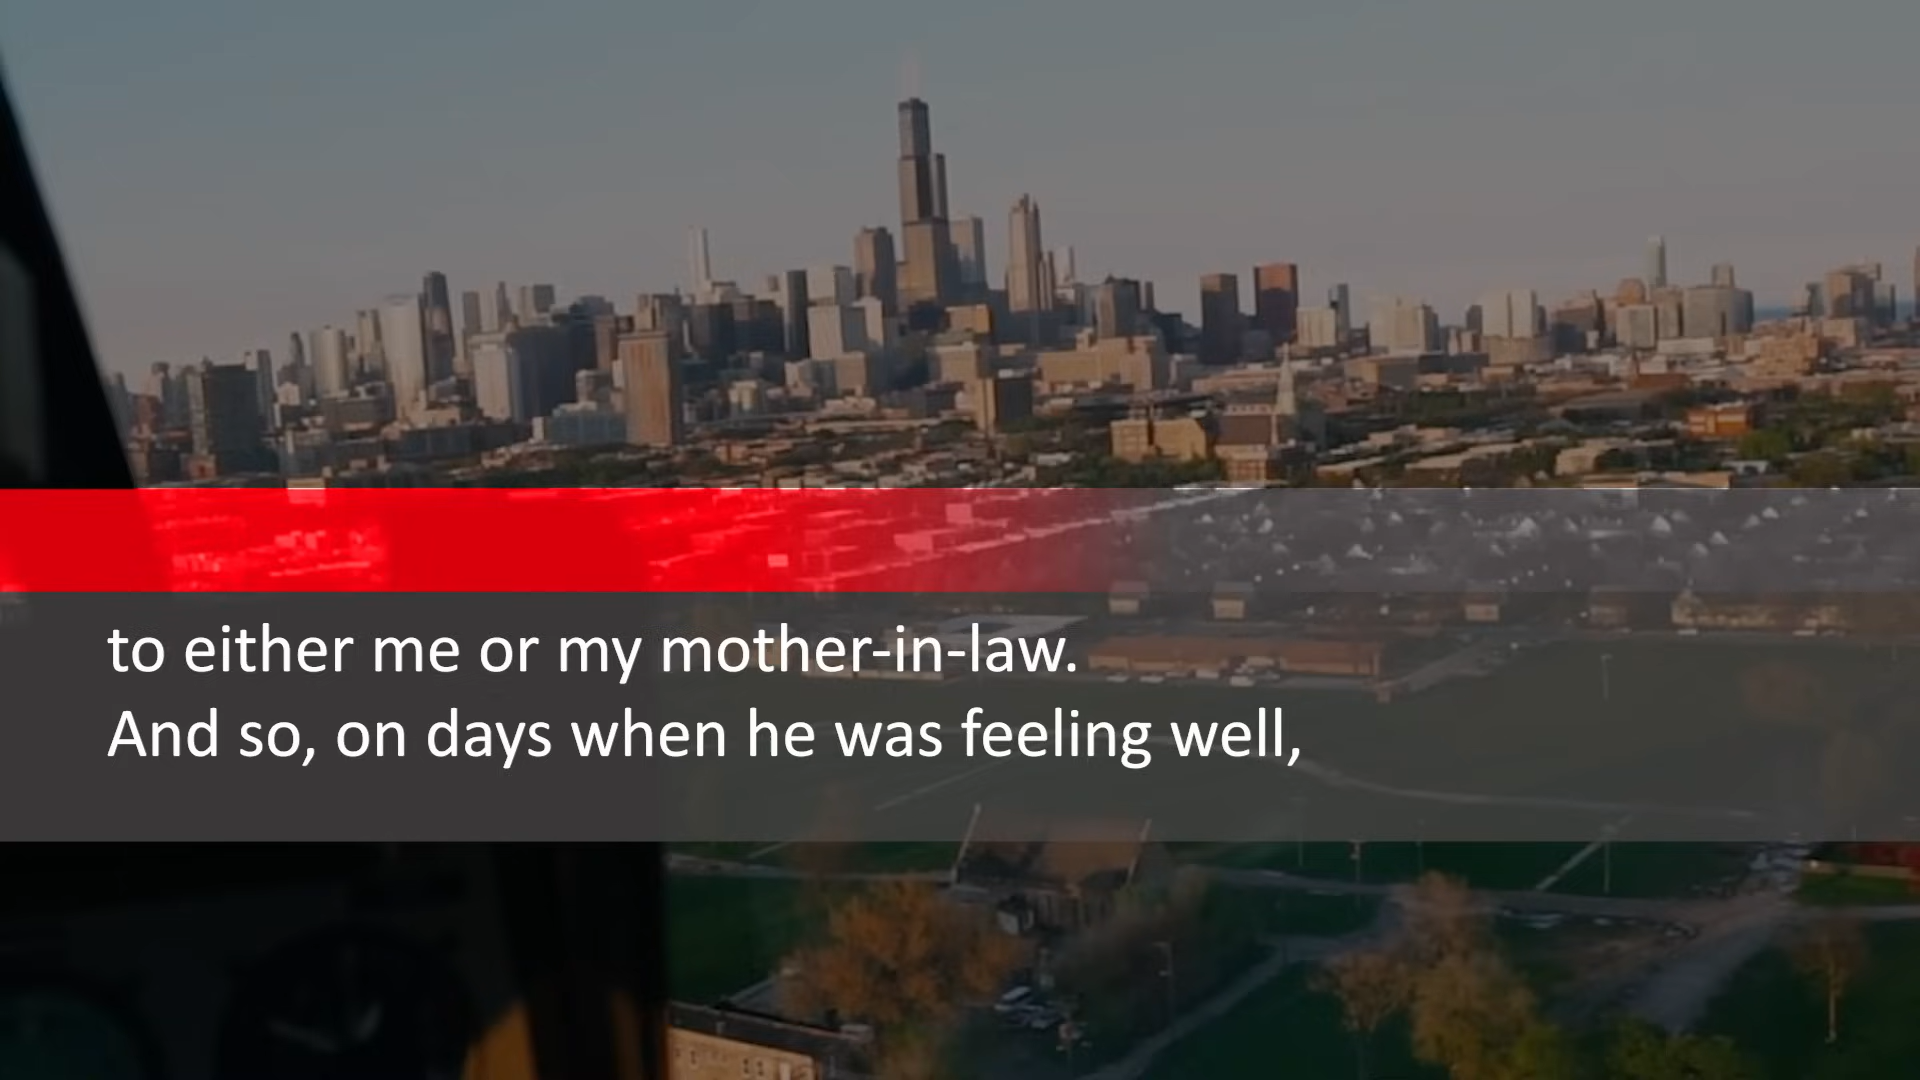 to either me or my mother-in-law.
And so, on days when he was feeling well,